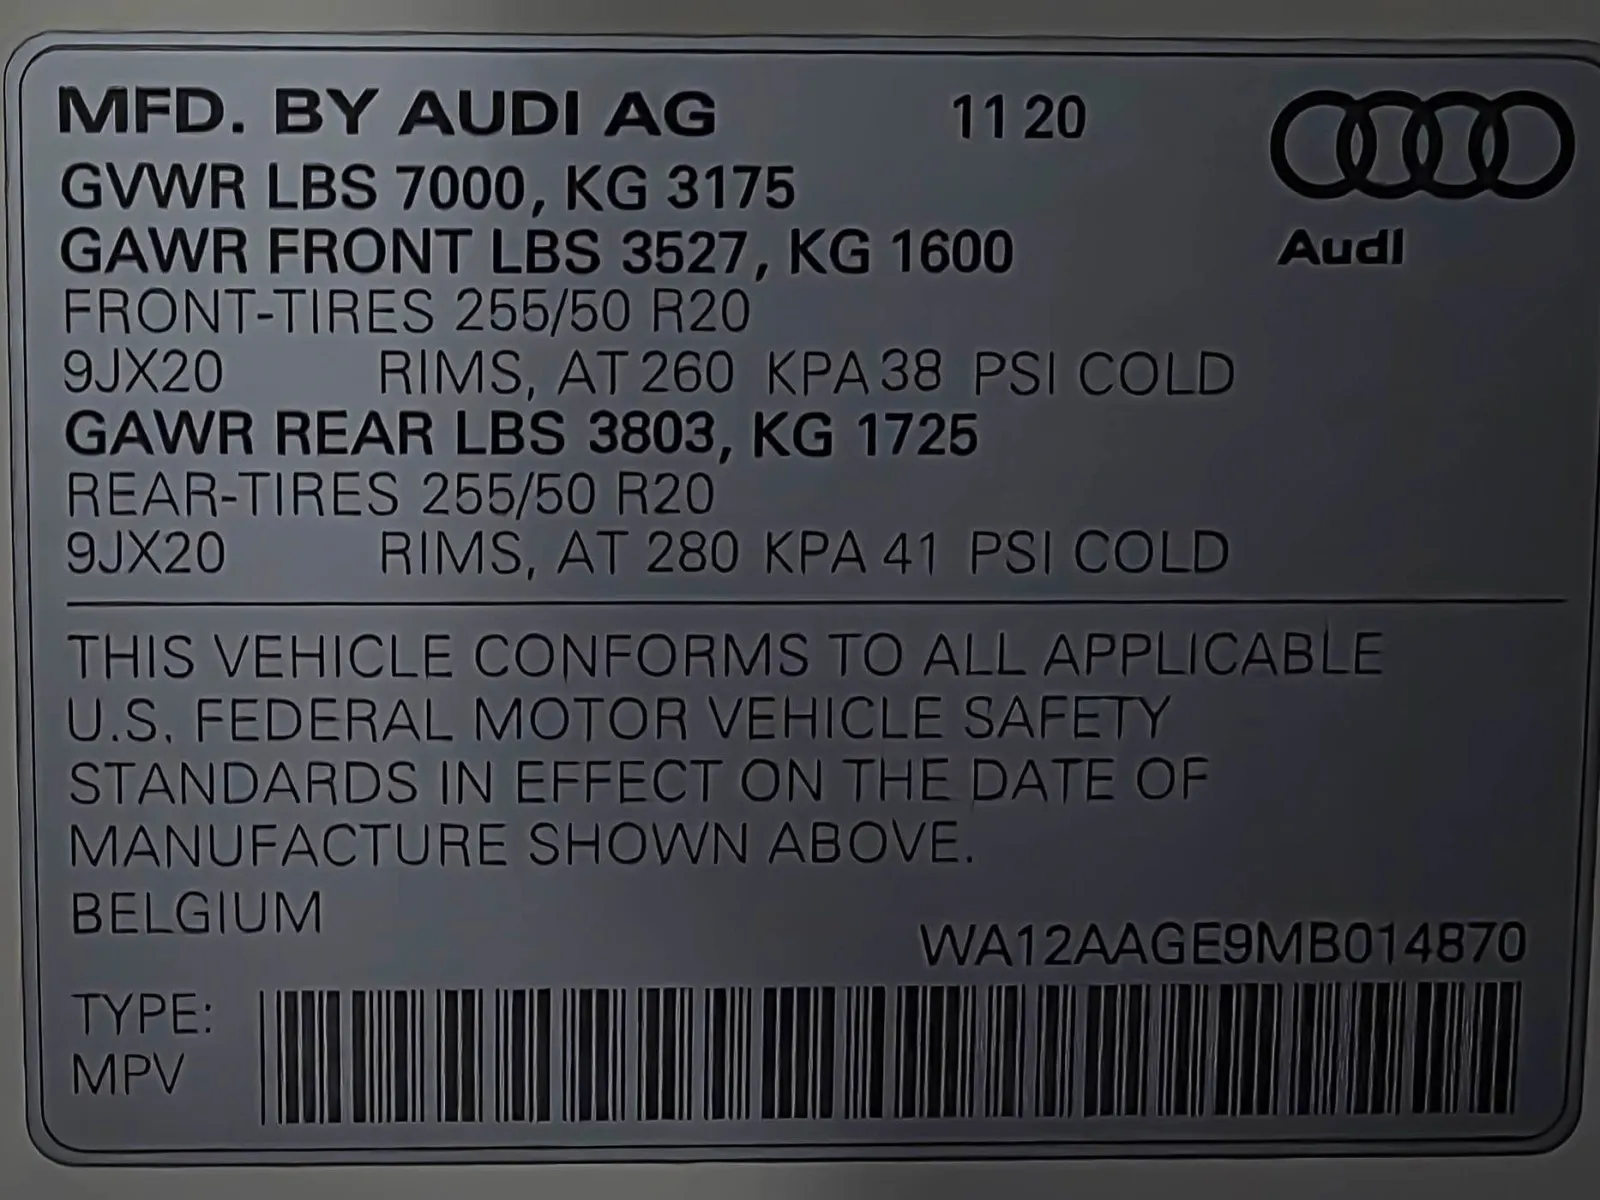 MFD. BY AUDI AG 11 20
GVWR LBS 7000, KG 3175
GAWR FRONT LBS 3527, KG 1600
Audi
FRONT-TIRES 255/50 R20
9JX20 RIMS, AT 260 KPA 38 PSI COLD
GAWR REAR LBS 3803, KG 1725
REAR-TIRES 255/50 R20
9JX20 RIMS, AT 280 KPA 41 PSI COLD
THIS VEHICLE CONFORMS TO ALL APPLICABLE
U.S. FEDERAL MOTOR VEHICLE SAFETY
STANDARDS IN EFFECT ON THE DATE OF
MANUFACTURE SHOWN ABOVE.
BELGIUM
WA12AAGE9MB014870
TYPE:
MPV